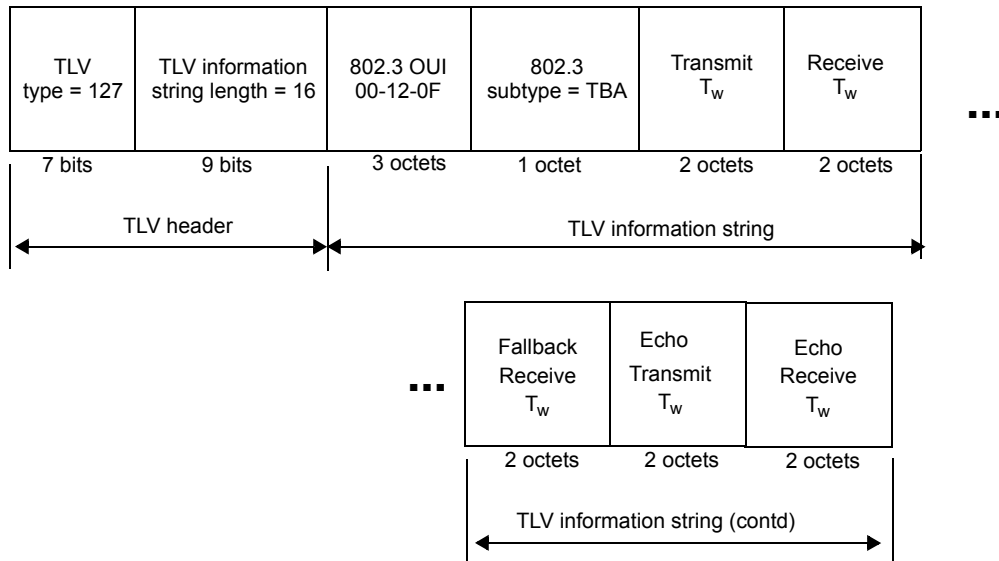 TLV
type = 127
TLV information
string length = 16
802.3 OUI
00-12-0F
802.3
subtype = TBA
Transmit
Tw
Receive
Tw
...
7 bits
9 bits
3 octets
1 octet
2 octets
2 octets
TLV header
TLV information string
...
Fallback
Receive
Tw
Echo
Transmit
Tw
Echo
Receive
Tw
2 octets
2 octets
2 octets
TLV information string (contd)